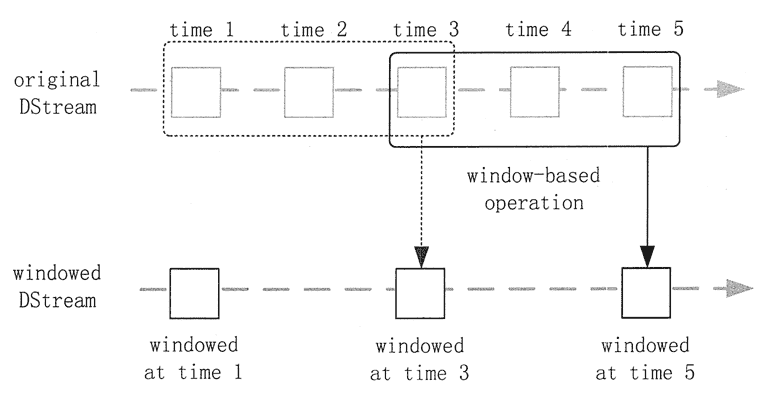 time 1 time 2 time 3 time 4 time 5
original
DStream
window-based
operation
windowed
DStream
windowed
at time 1
windowed
at time 3
windowed
at time 5